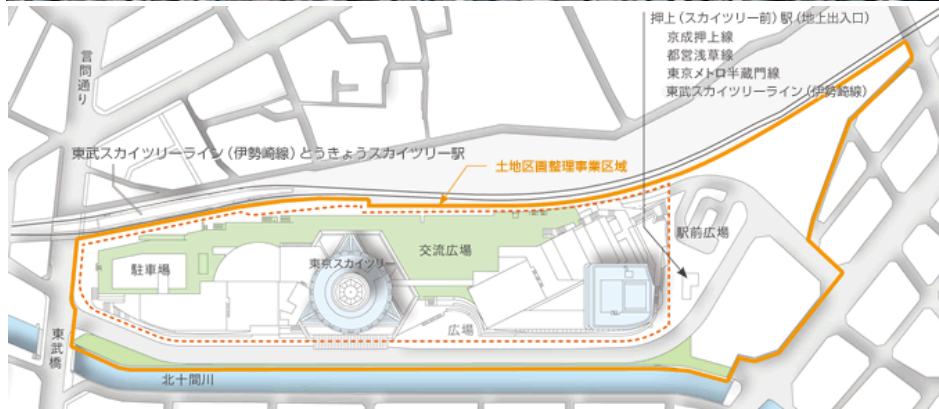 押上(スカイツリー前)駅(地上出入口)
京成押上線
都営浅草線
東京メトロ半蔵門線
東武スカイツリーライン(伊勢崎線)
言問通り
東武スカイツリーライン(伊勢崎線)とうきょうスカイツリー駅
土地区画整理事業区域
駅前広場
交流広場
東京スカイツリー
駐車場
広場
東武橋
北十間川